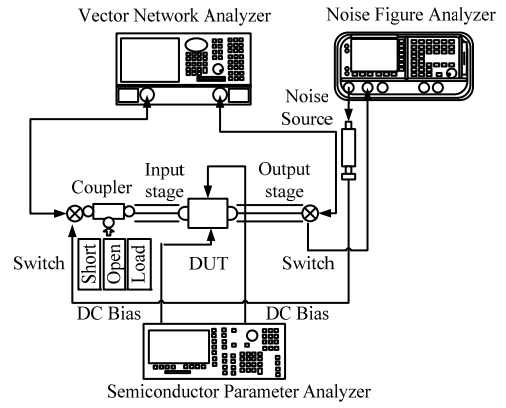 Vector Network Analyzer
Noise Figure Analyzer
Noise
Source
Input
stage
Output
stage
Coupler
Switch
Short
Open
Load
DUT
Switch
DC Bias
DC Bias
Semiconductor Parameter Analyzer